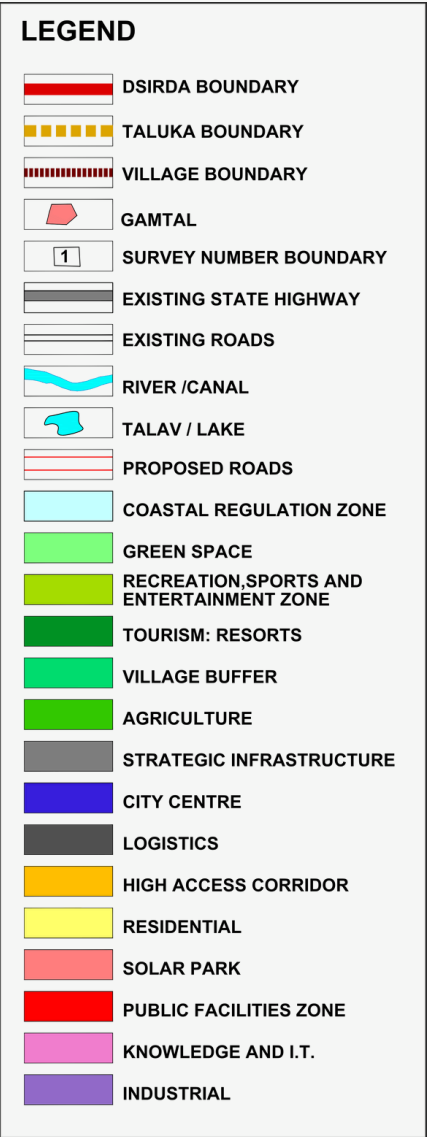 LEGEND
DSIRDA BOUNDARY
TALUKA BOUNDARY
VILLAGE BOUNDARY
GAMTAL
1 SURVEY NUMBER BOUNDARY
EXISTING STATE HIGHWAY
EXISTING ROADS
RIVER /CANAL
TALAV / LAKE
PROPOSED ROADS
COASTAL REGULATION ZONE
GREEN SPACE
RECREATION,SPORTS AND
ENTERTAINMENT ZONE
TOURISM: RESORTS
VILLAGE BUFFER
AGRICULTURE
STRATEGIC INFRASTRUCTURE
CITY CENTRE
LOGISTICS
HIGH ACCESS CORRIDOR
RESIDENTIAL
SOLAR PARK
PUBLIC FACILITIES ZONE
KNOWLEDGE AND I.T.
INDUSTRIAL